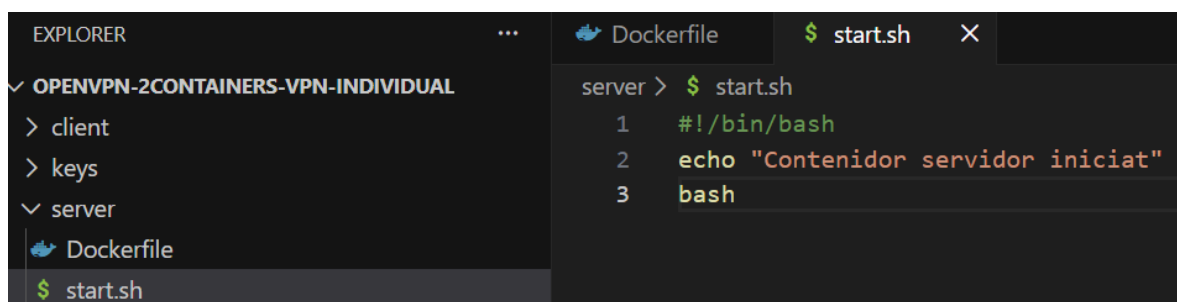 EXPLORER ...
OPENVPN-2CONTAINERS-VPN-INDIVIDUAL
> client
> keys
server
Dockerfile
$ start.sh
Dockerfile $ start.sh ×
server > $ start.sh
1 #!/bin/bash
2 echo "Contenidor servidor iniciat"
3 bash